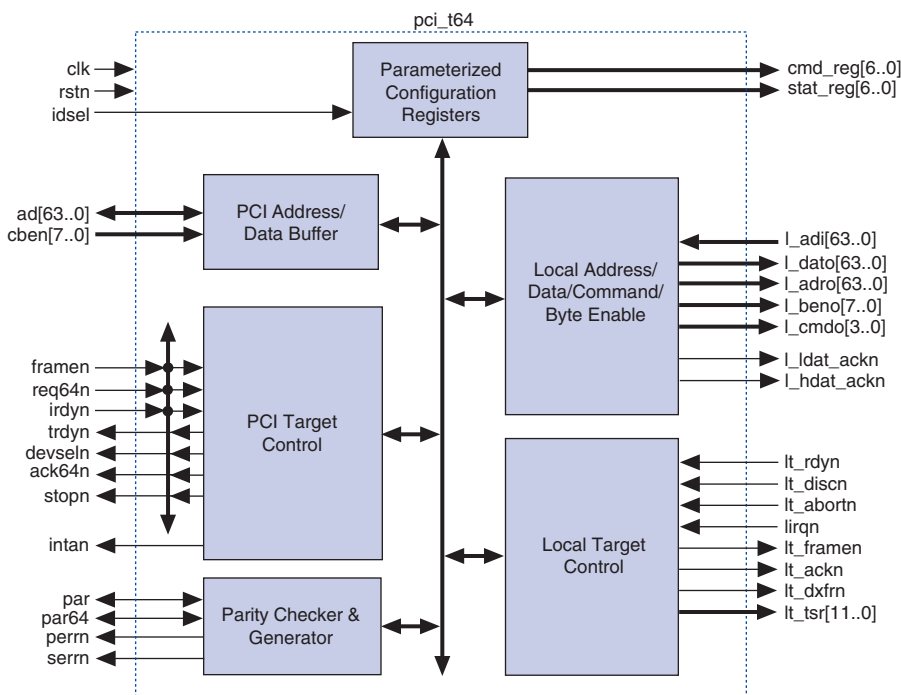 pci_t64
clk
rstn
idsel
Parameterized
Configuration
Registers
cmd_reg[6..0]
stat_reg[6..0]
ad[63..0]
cben[7..0]
PCI Address/
Data Buffer
Local Address/
Data/Command/
Byte Enable
l_adi[63..0]
l_dato[63..0]
l_adro[63..0]
l_beno[7..0]
l_cmdo[3..0]
l_ldat_ackn
l_hdat_ackn
framen
req64n
irdyn
trdyn
devseln
ack64n
stopn
intan
PCI Target
Control
Local Target
Control
lt_rdyn
lt_discn
lt_abortn
lirqn
lt_framen
lt_ackn
lt_dxfrn
lt_tsr[11..0]
par
par64
perrn
serrn
Parity Checker &
Generator